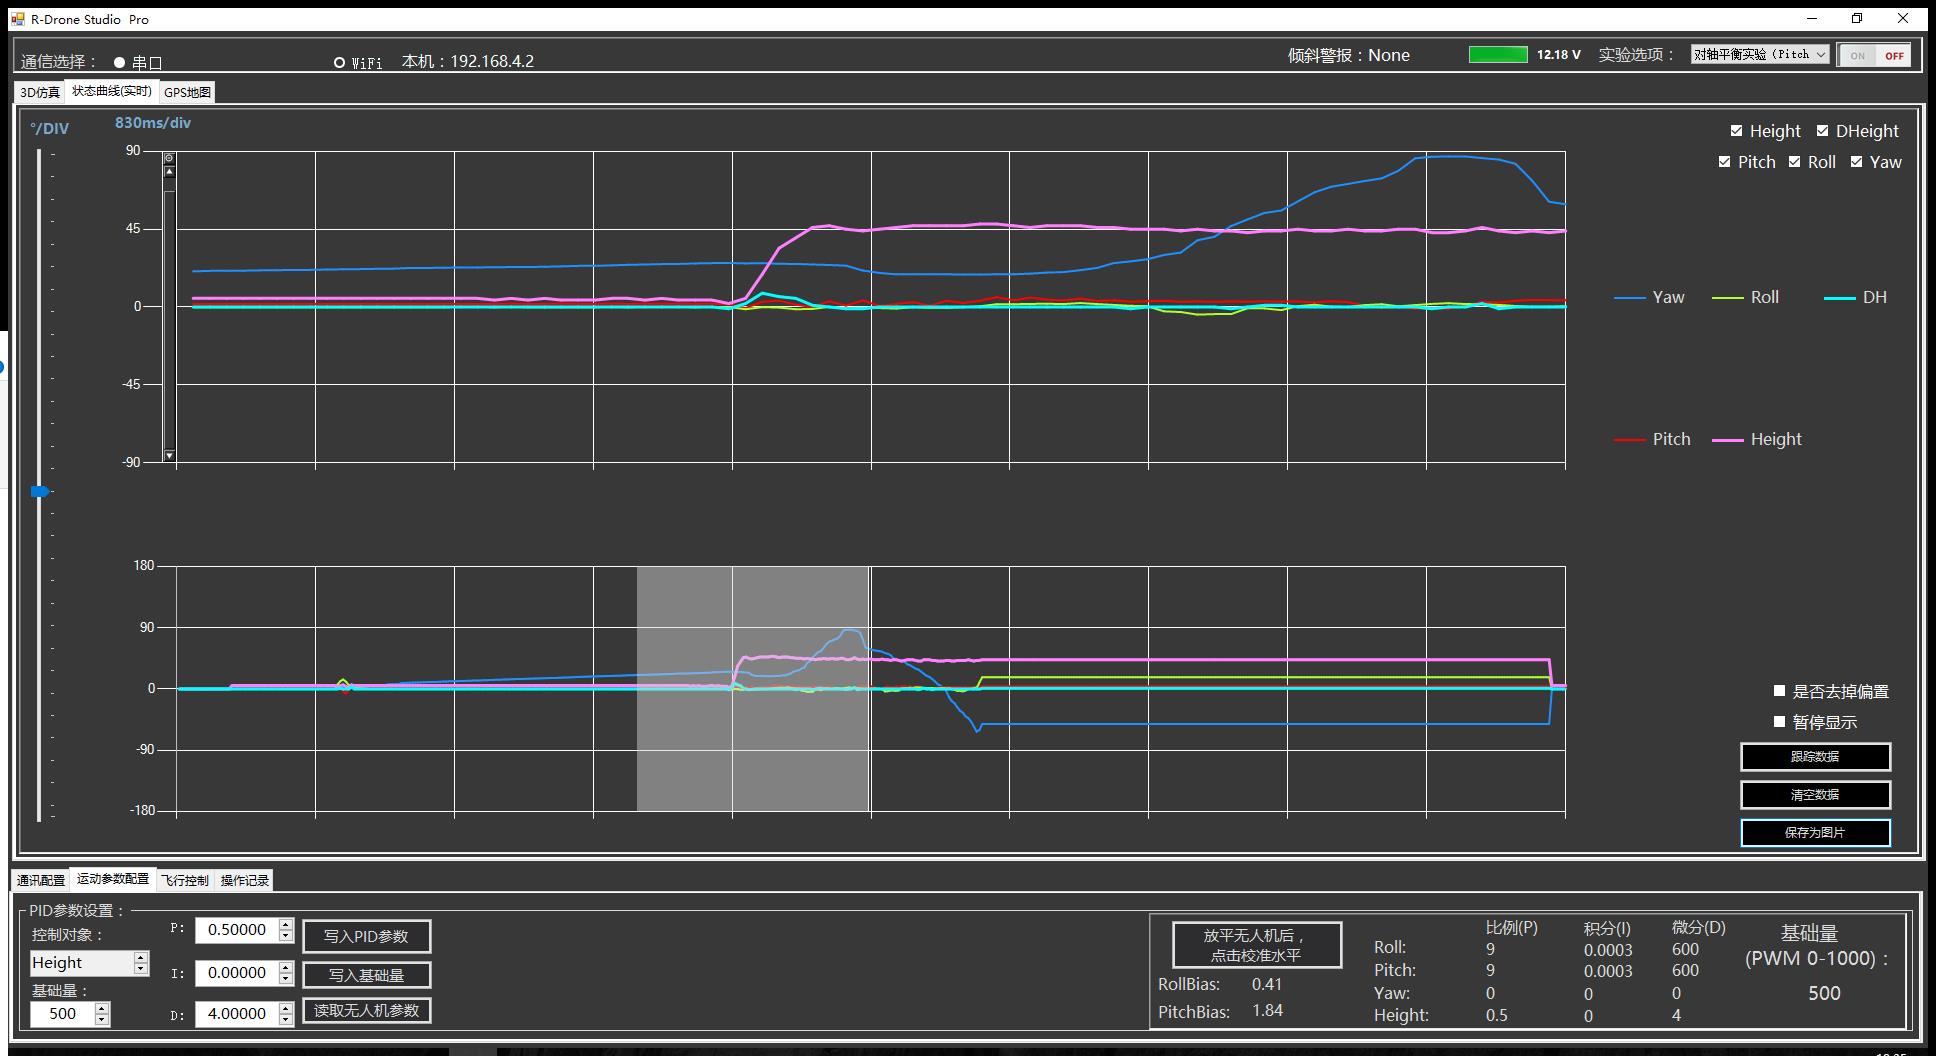 R-Drone Studio Pro
通信选择： 串口 WiFi 本机：192.168.4.2 倾斜警报：None 12.18 V 实验选项： 对轴平衡实验（Pitch ON OFF
3D仿真 状态曲线(实时) GPS地图
°/DIV 830ms/div
Height DHeight
Pitch Roll Yaw
90
45
0
-45
-90
Yaw Roll DH
Pitch Height
180
90
0
-90
-180
是否去掉偏置
暂停显示
跟踪数据
清空数据
保存为图片
通讯配置 运动参数配置 飞行控制 操作记录
PID参数设置：
控制对象：
Height
基础量：
500
P: 0.50000 写入PID参数
I: 0.00000 写入基础量
D: 4.00000 读取无人机参数
放平无人机后，
点击校准水平
RollBias: 0.41
PitchBias: 1.84
比例(P) 积分(I) 微分(D)
Roll: 9 0.0003 600
Pitch: 9 0.0003 600
Yaw: 0 0 0
Height: 0.5 0 4
基础量
(PWM 0-1000)：
500